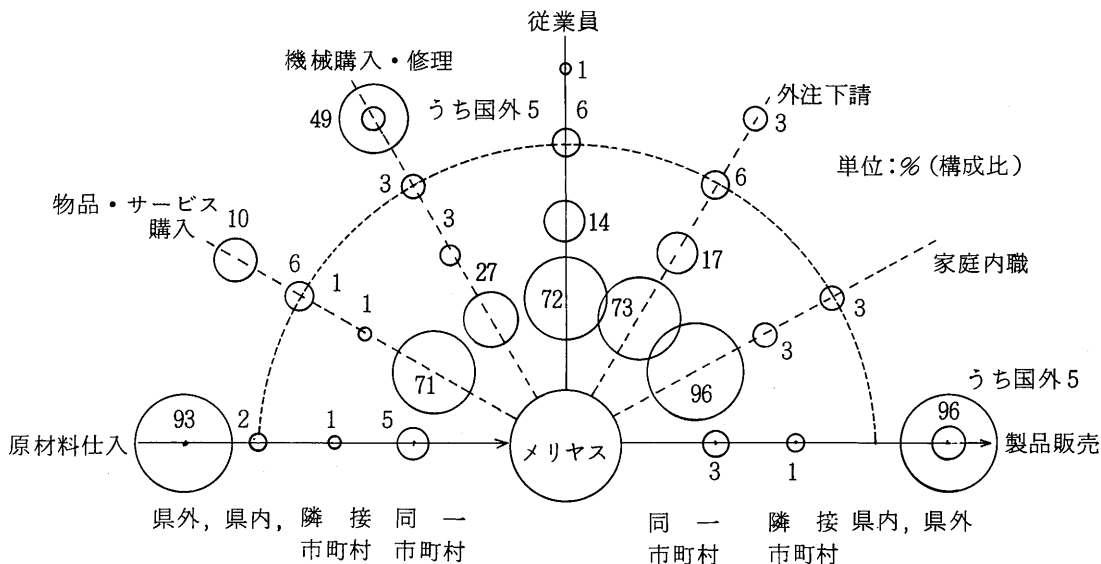 従業員
1
機械購入・修理
外注下請
うち国外5
6
49
3
単位:%(構成比)
3
6
物品・サービス
購入
10
3
14
17
家庭内職
6
1
27
1
72
73
3
3
71
96
うち国外5
原材料仕入
93
2
1
5
メリヤス
3
1
96
製品販売
県外, 県内, 隣接 同一
市町村 市町村
同一 隣接 県内, 県外
市町村 市町村